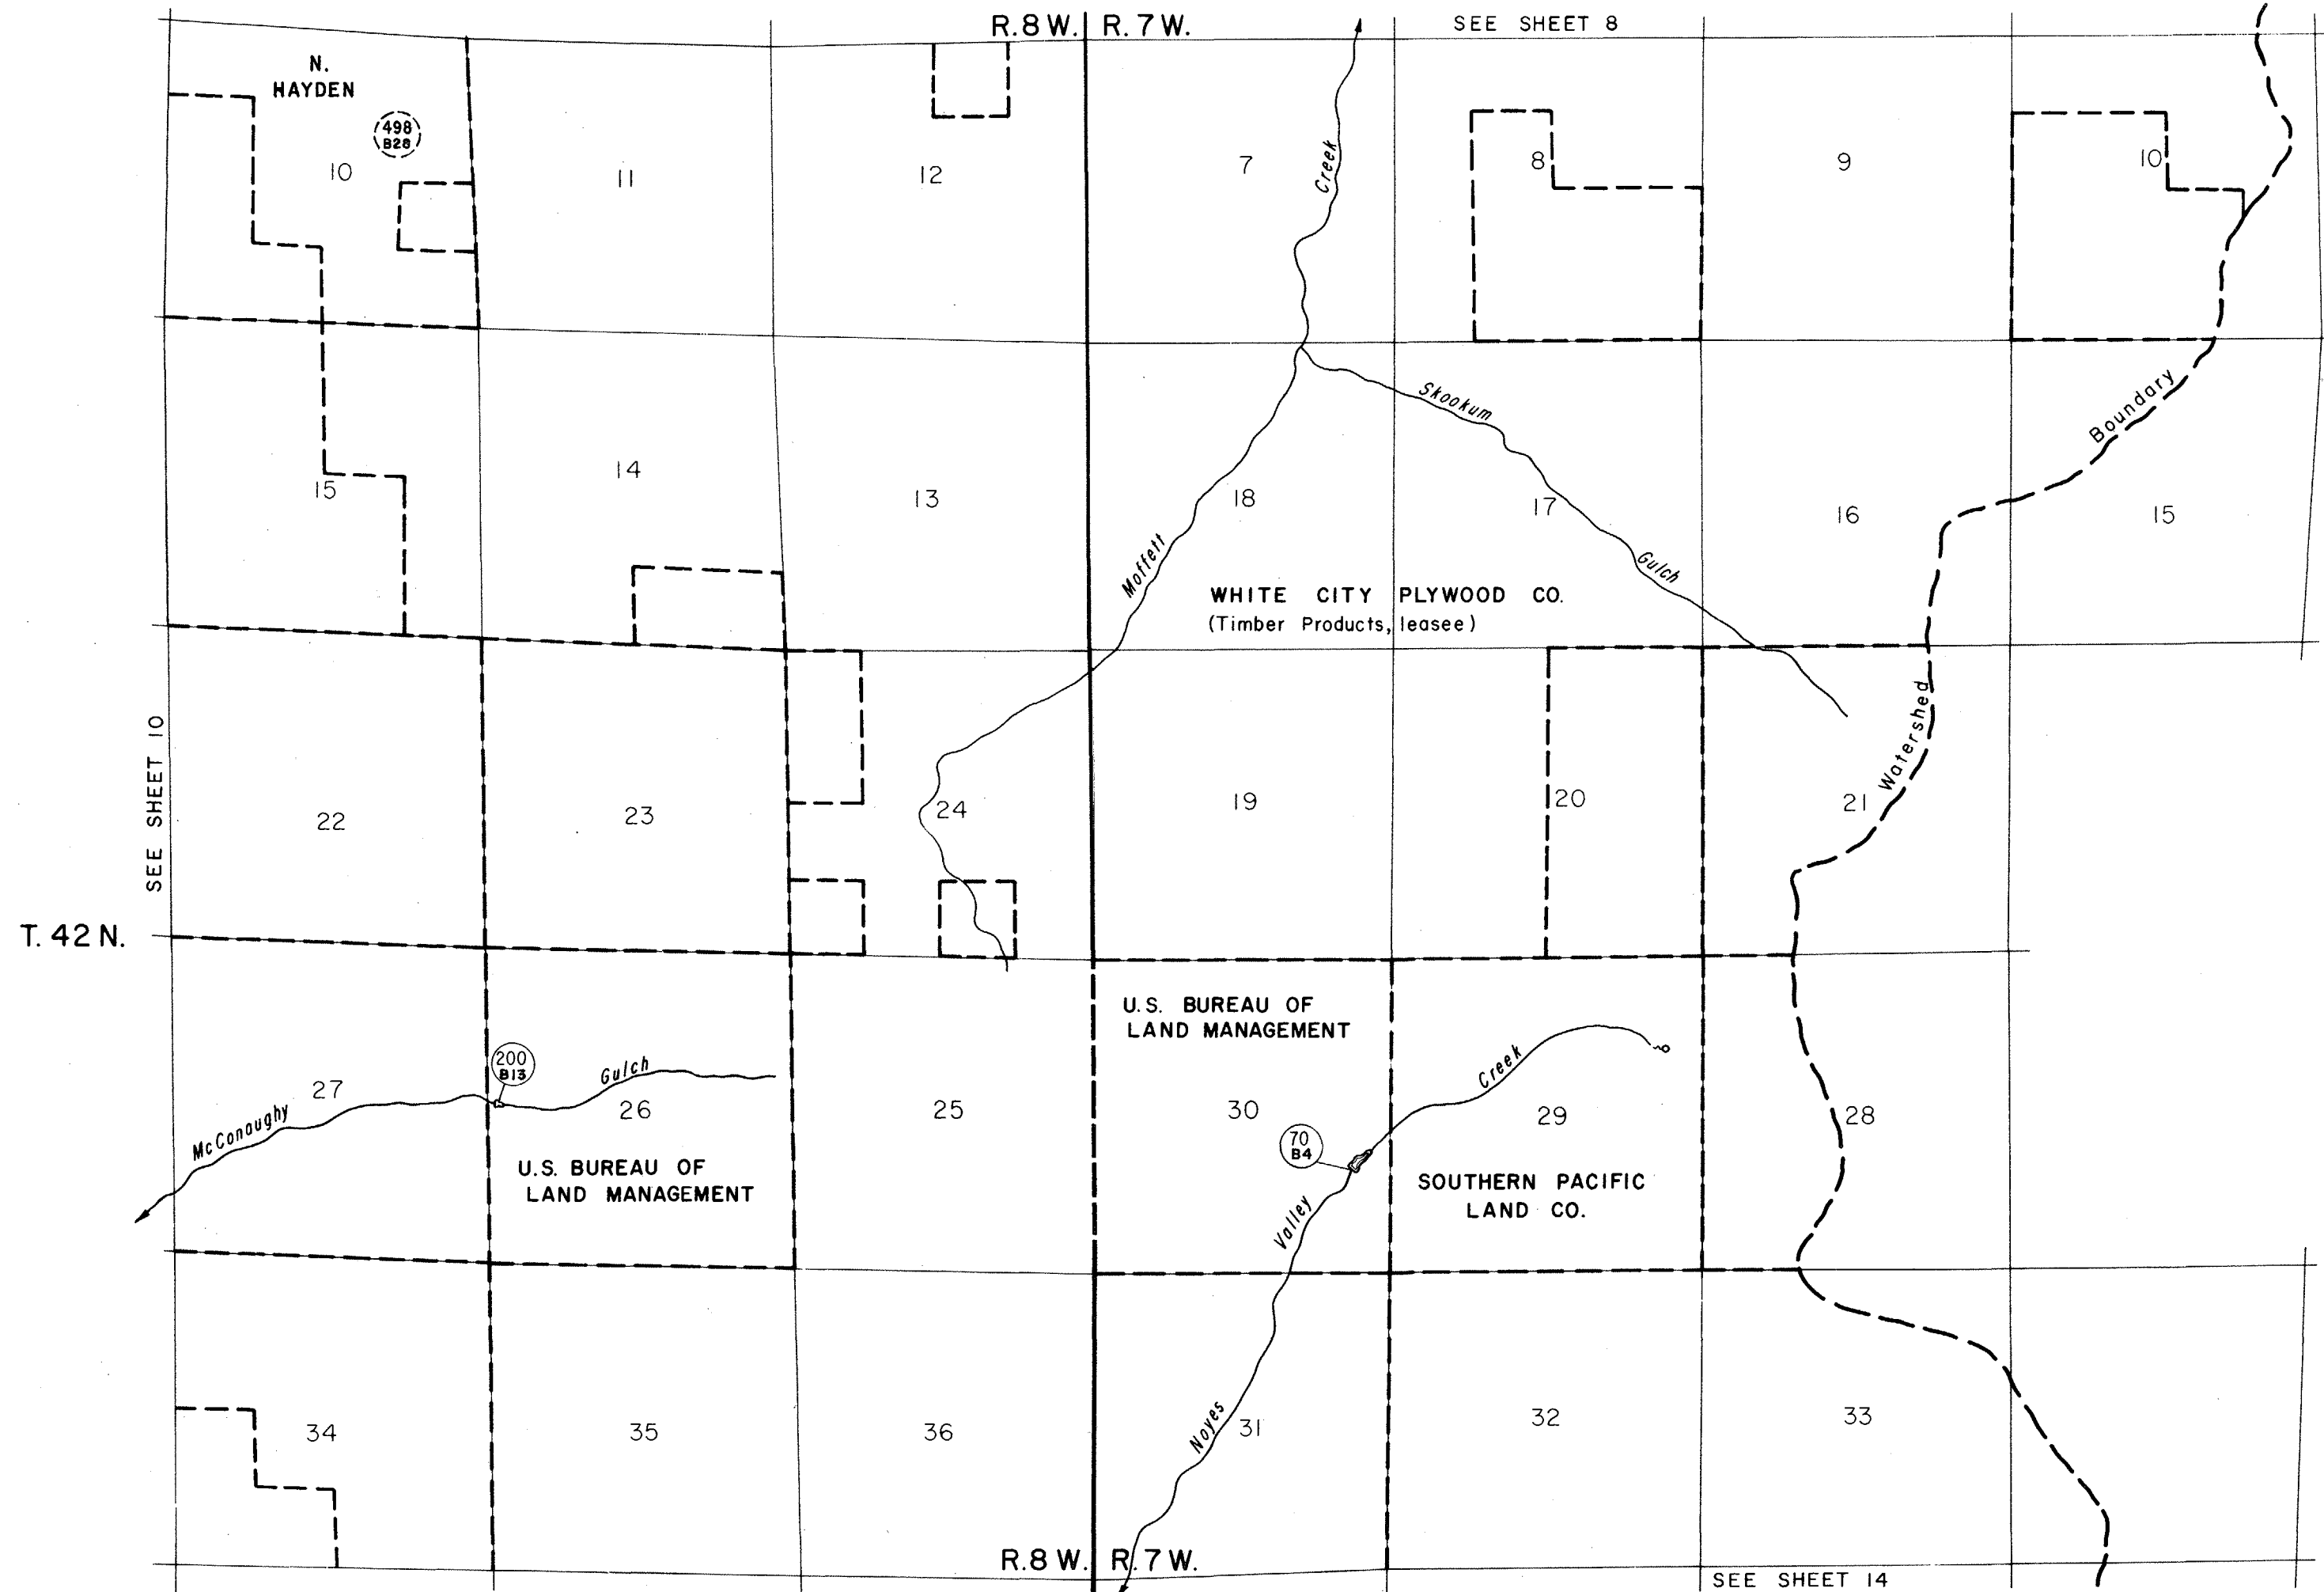 R.8 W. R. 7 W.
SEE SHEET 8
N.
HAYDEN
498
B28
10
11
12
7
Creek
8
9
10
15
14
13
18
Skookum
17
16
Boundary
15
Moffett
Gulch
WHITE CITY PLYWOOD CO.
(Timber Products, leasee)
SEE SHEET 10
22
23
24
19
20
21
Watershed
T. 42 N.
U.S. BUREAU OF
LAND MANAGEMENT
200
B13
27
McConaughy
Gulch
26
25
30
Creek
29
28
70
B4
U.S. BUREAU OF
LAND MANAGEMENT
Valley
SOUTHERN PACIFIC
LAND CO.
34
35
36
Noyes
31
32
33
R.8 W. R. 7 W.
SEE SHEET 14